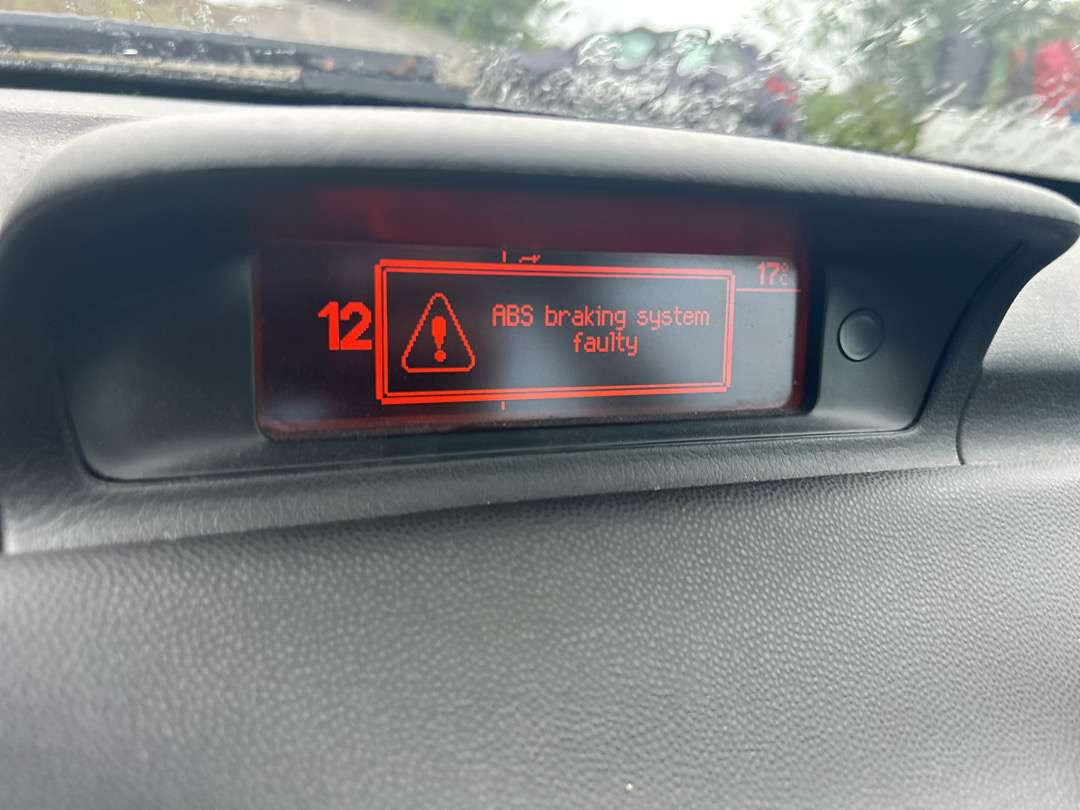 17°C
12
ABS braking system
faulty